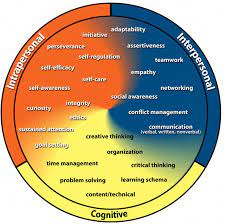 Intrapersonal
Interpersonal
Cognitive
adaptability
initiative
assertiveness
perseverance
teamwork
self-regulation
empathy
self-efficacy
self-care
networking
self-awareness
social awareness
integrity
curiosity
conflict management
ethics
sustained attention
communication
(verbal, written, nonverbal)
creative thinking
goal setting
organization
time management
critical thinking
problem solving
learning schema
content/technical